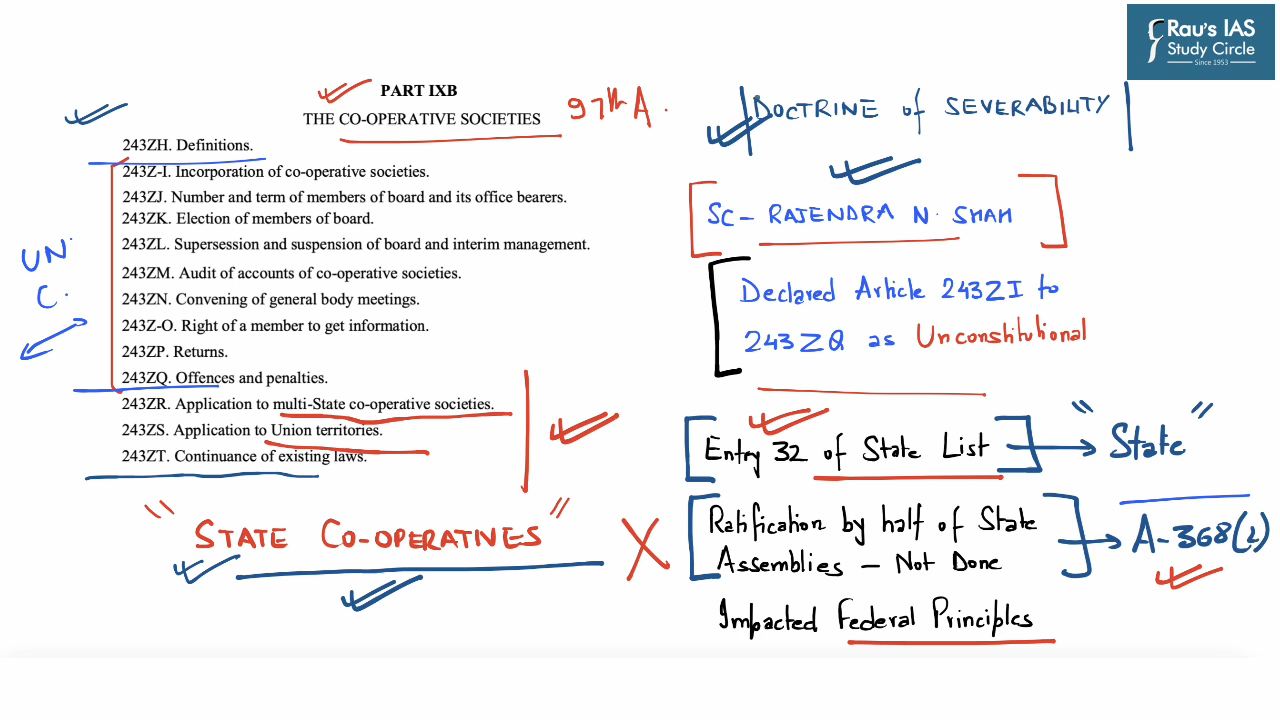 Rau's IAS
Study Circle
Since 1953
PART IXB
THE CO-OPERATIVE SOCIETIES
97th A.
243ZH. Definitions.
243Z-I. Incorporation of co-operative societies.
243ZJ. Number and term of members of board and its office bearers.
243ZK. Election of members of board.
243ZL. Supersession and suspension of board and interim management.
243ZM. Audit of accounts of co-operative societies.
243ZN. Convening of general body meetings.
243Z-O. Right of a member to get information.
243ZP. Returns.
243ZQ. Offences and penalties.
243ZR. Application to multi-State co-operative societies.
243ZS. Application to Union territories.
243ZT. Continuance of existing laws.
UN.
C.
"STATE CO-OPERATIVES"
DOCTRINE of SEVERABILITY
SC - RAJENDRA N. SHAH
Declared Article 243ZI to
243ZQ as Unconstitutional
Entry 32 of State List
"State"
Ratification by half of State
Assemblies - Not Done
A-368(2)
Impacted Federal Principles